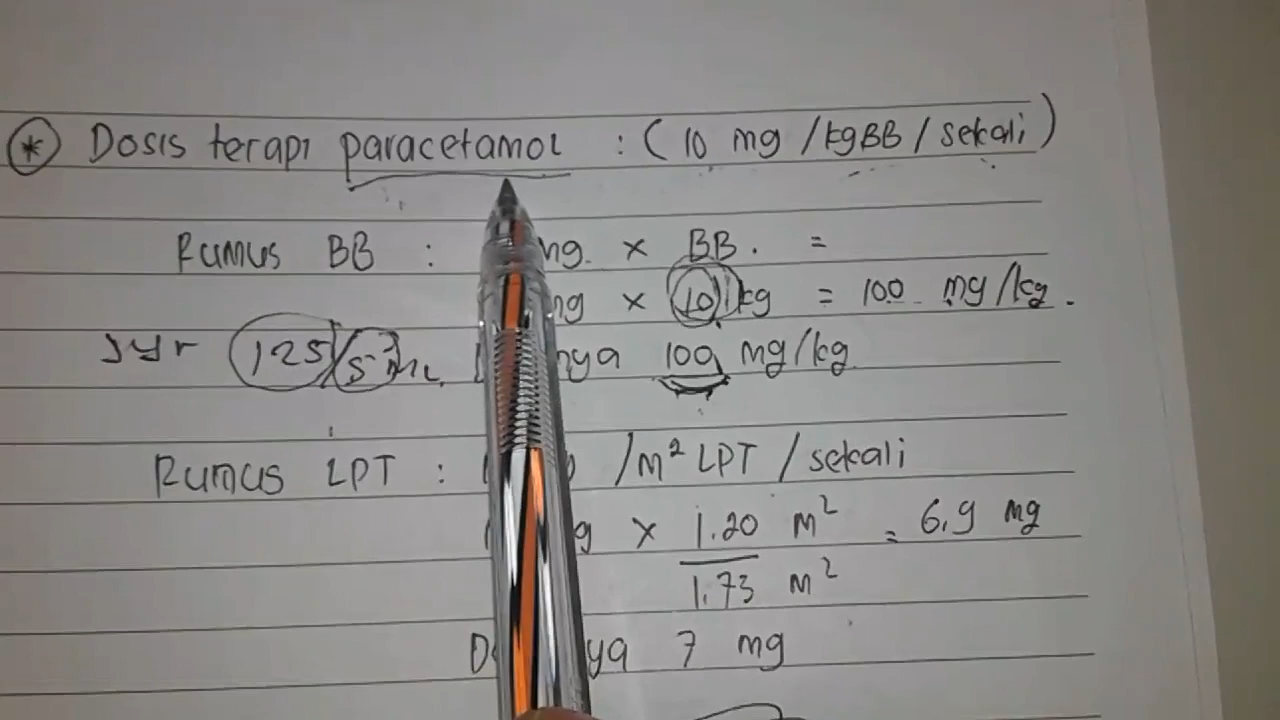 * Dosis terapi paracetamol : (10 mg /kgBB / sekali)
Rumus BB : mg. x BB. =
mg x 10 kg = 100 mg/kg.
syr 125/5 mL. nya 100 mg/kg
Rumus LPT : /m² LPT / sekali
g x 1.20 m² = 6,9 mg
1.73 m²
D ya 7 mg